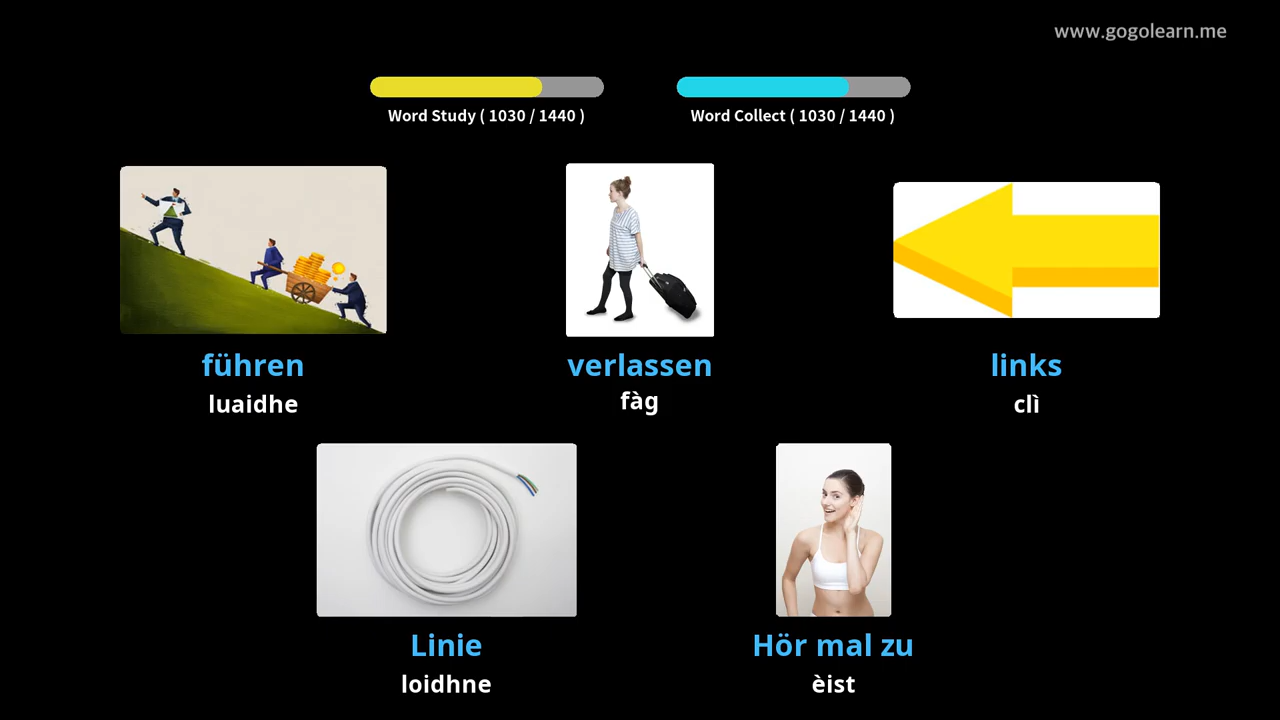 www.gogolearn.me
Word Study ( 1030 / 1440 )
Word Collect ( 1030 / 1440 )
führen
luaidhe
verlassen
fàg
links
clì
Linie
loidhne
Hör mal zu
èist